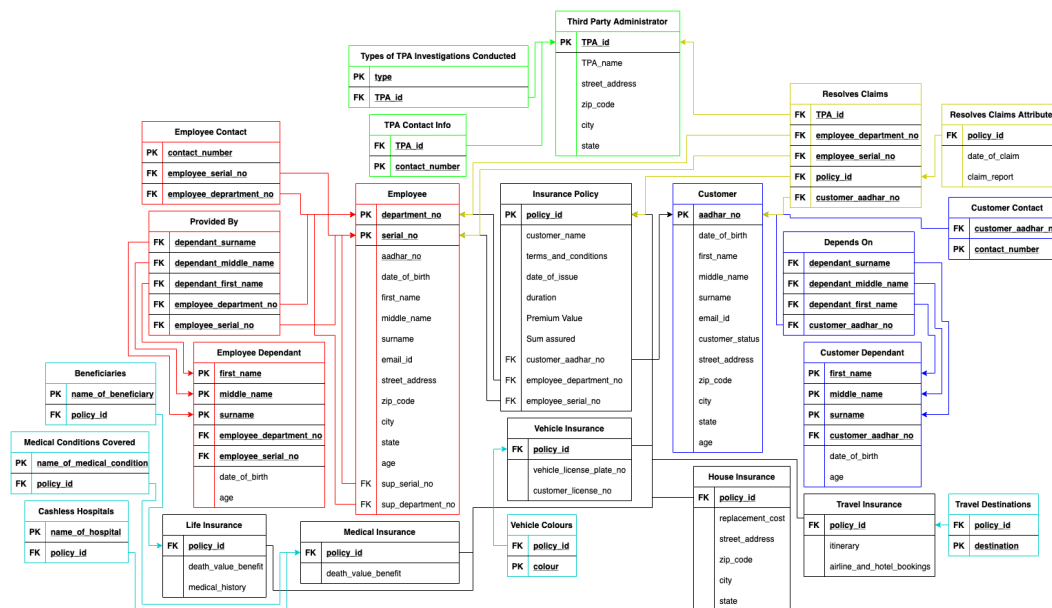 Third Party Administrator
PK TPA_id
TPA_name
street_address
zip_code
city
state
Types of TPA Investigations Conducted
PK type
FK TPA_id
TPA Contact Info
FK TPA_id
PK contact_number
Resolves Claims
FK TPA_id
FK employee_department_no
FK employee_serial_no
FK policy_id
FK customer_aadhar_no
Resolves Claims Attribute
FK policy_id
date_of_claim
claim_report
Employee Contact
PK contact_number
FK employee_serial_no
FK employee_deprartment_no
Employee
PK department_no
PK serial_no
aadhar_no
date_of_birth
first_name
middle_name
surname
email_id
street_address
zip_code
city
state
age
FK sup_serial_no
FK sup_department_no
Insurance Policy
PK policy_id
customer_name
terms_and_conditions
date_of_issue
duration
Premium Value
Sum assured
FK customer_aadhar_no
FK employee_department_no
FK employee_serial_no
Customer
PK aadhar_no
date_of_birth
first_name
middle_name
surname
email_id
customer_status
street_address
zip_code
city
state
age
Customer Contact
FK customer_aadhar_n
PK contact_number
Provided By
FK dependant_surname
FK dependant_middle_name
FK dependant_first_name
FK employee_department_no
FK employee_serial_no
Depends On
FK dependant_surname
FK dependant_middle_name
FK dependant_first_name
FK customer_aadhar_no
Employee Dependant
PK first_name
PK middle_name
PK surname
FK employee_department_no
FK employee_serial_no
date_of_birth
age
Customer Dependant
PK first_name
PK middle_name
PK surname
FK customer_aadhar_no
date_of_birth
age
Beneficiaries
PK name_of_beneficiary
FK policy_id
Medical Conditions Covered
PK name_of_medical_condition
FK policy_id
Cashless Hospitals
PK name_of_hospital
FK policy_id
Life Insurance
FK policy_id
death_value_benefit
medical_history
Medical Insurance
FK policy_id
death_value_benefit
Vehicle Insurance
FK policy_id
vehicle_license_plate_no
customer_license_no
Vehicle Colours
FK policy_id
PK colour
House Insurance
FK policy_id
replacement_cost
street_address
zip_code
city
state
Travel Insurance
FK policy_id
itinerary
airline_and_hotel_bookings
Travel Destinations
FK policy_id
PK destination